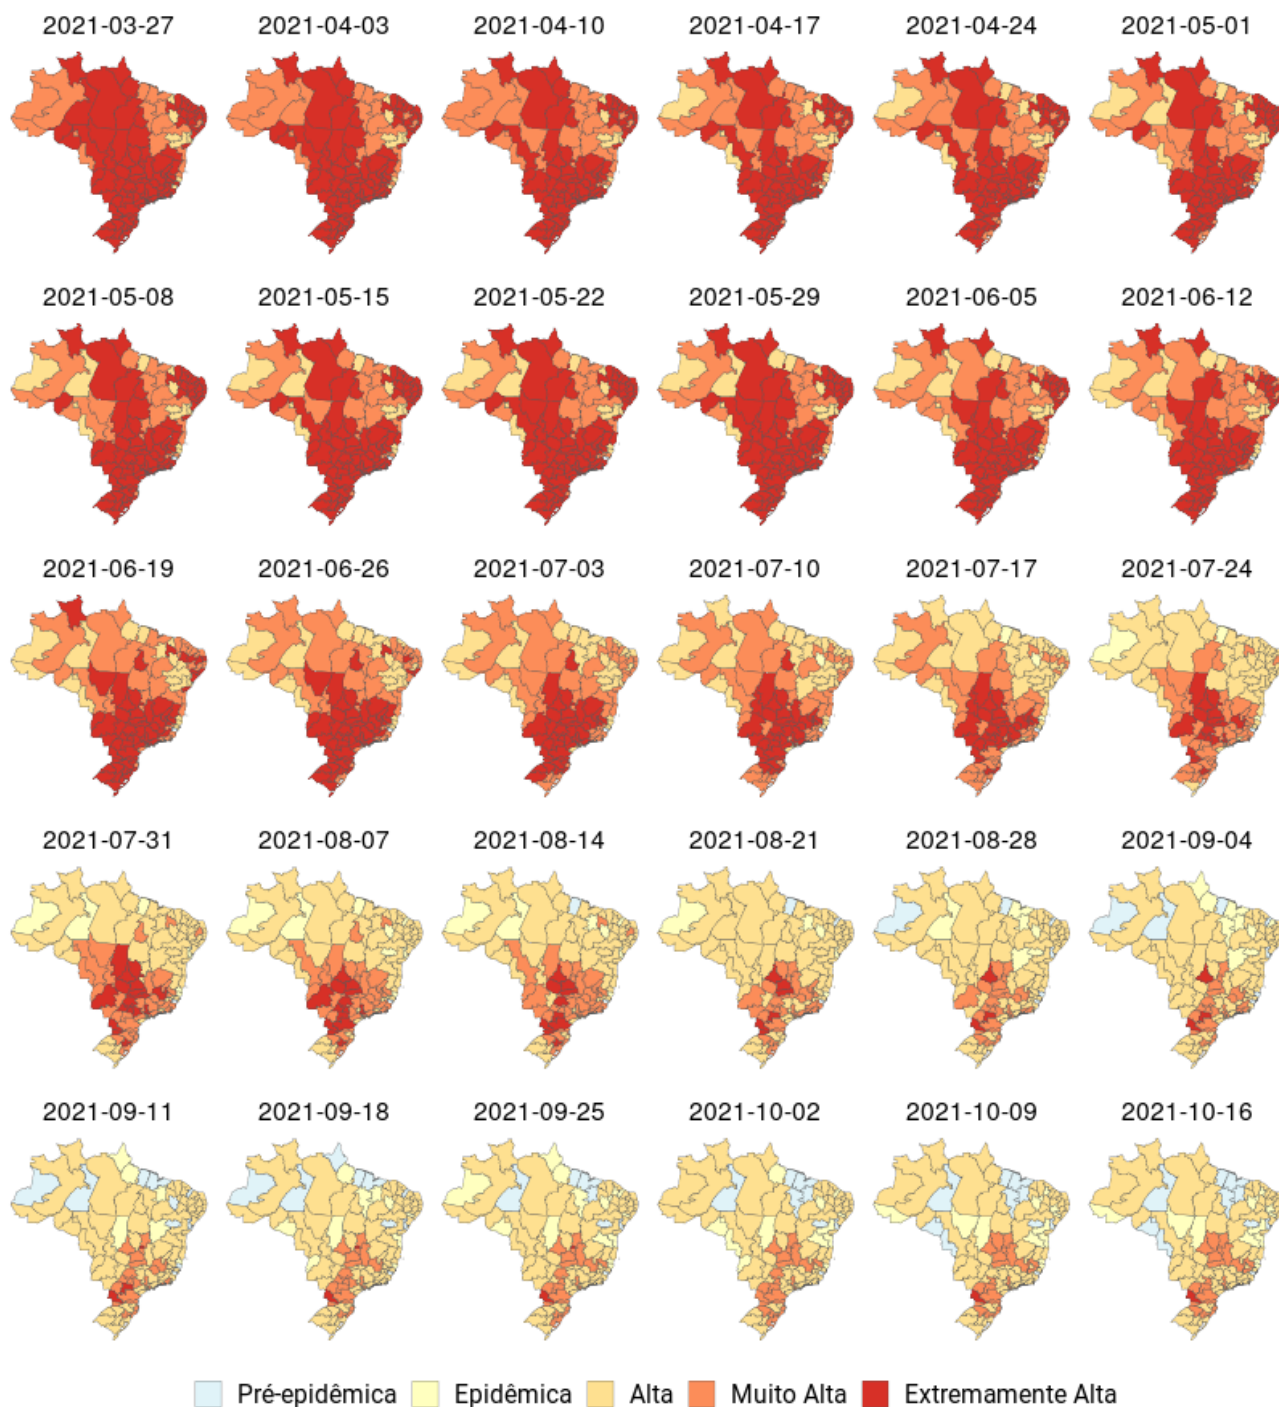 2021-03-27 2021-04-03 2021-04-10 2021-04-17 2021-04-24 2021-05-01
2021-05-08 2021-05-15 2021-05-22 2021-05-29 2021-06-05 2021-06-12
2021-06-19 2021-06-26 2021-07-03 2021-07-10 2021-07-17 2021-07-24
2021-07-31 2021-08-07 2021-08-14 2021-08-21 2021-08-28 2021-09-04
2021-09-11 2021-09-18 2021-09-25 2021-10-02 2021-10-09 2021-10-16
Pré-epidêmica Epidêmica Alta Muito Alta Extremamente Alta